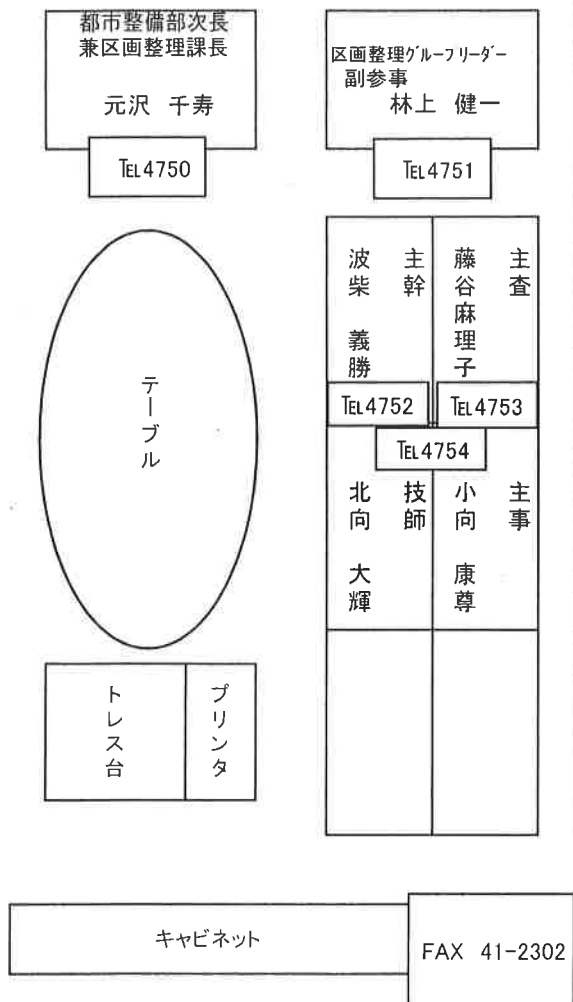 都市整備部次長
兼区画整理課長
元沢 千寿
TEL4750
区画整理グループリーダー
副参事
林上 健一
TEL4751
主幹
波柴 義勝
TEL4752
主査
藤谷麻理子
TEL4753
TEL4754
技師
北向 大輝
主事
小向 康尊
テーブル
トレス台
プリンタ
キャビネット
FAX 41-2302